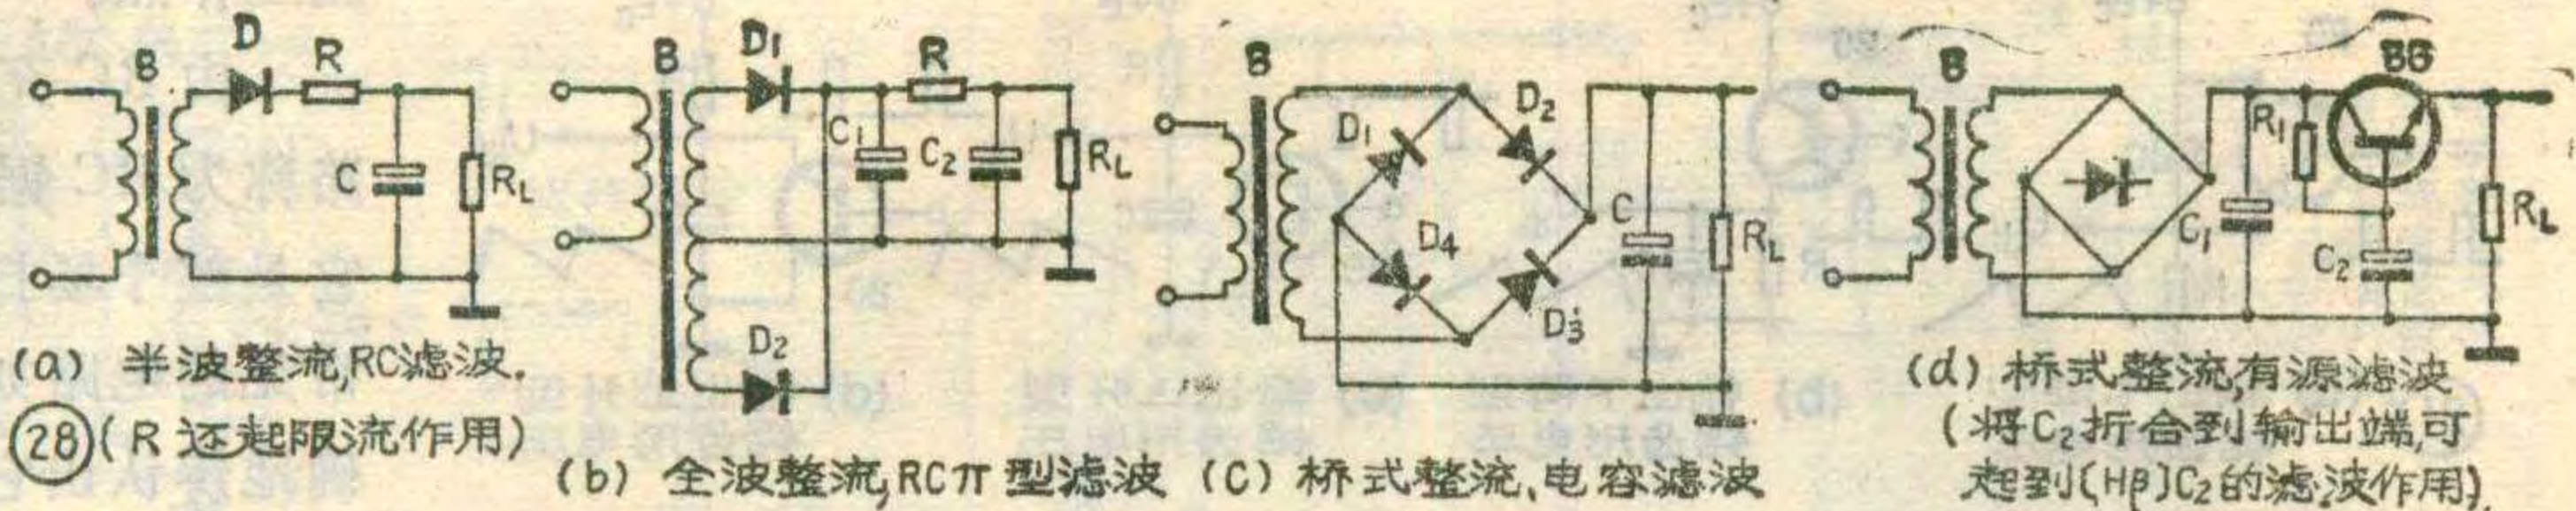 B D R C RL
(a) 半波整流,RC滤波.
㉘(R 还起限流作用)
B D1 R C1 C2 RL D2
(b) 全波整流,RCπ型滤波
B D1 D2 D4 D3 C RL
(C) 桥式整流、电容滤波
B BG R1 C1 C2 RL
(d) 桥式整流,有源滤波
(将C2折合到输出端,可
起到(Hβ)C2的滤波作用).